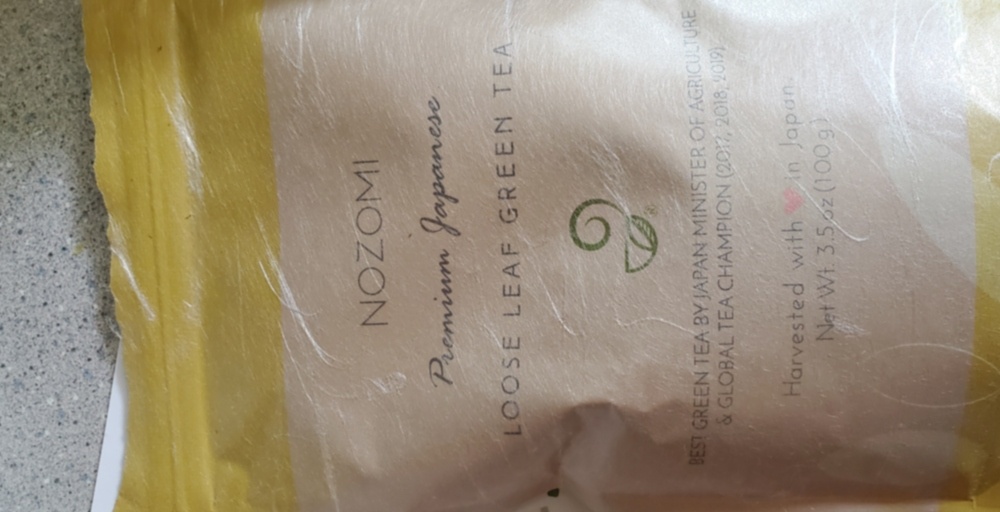 NOZOMI
Premium Japanese
LOOSE LEAF GREEN TEA
BEST GREEN TEA BY JAPAN MINISTER OF AGRICULTURE
& GLOBAL TEA CHAMPION (2017, 2018, 2019)
Harvested with ❤ in Japan.
Net Wt. 3.5oz (100g)